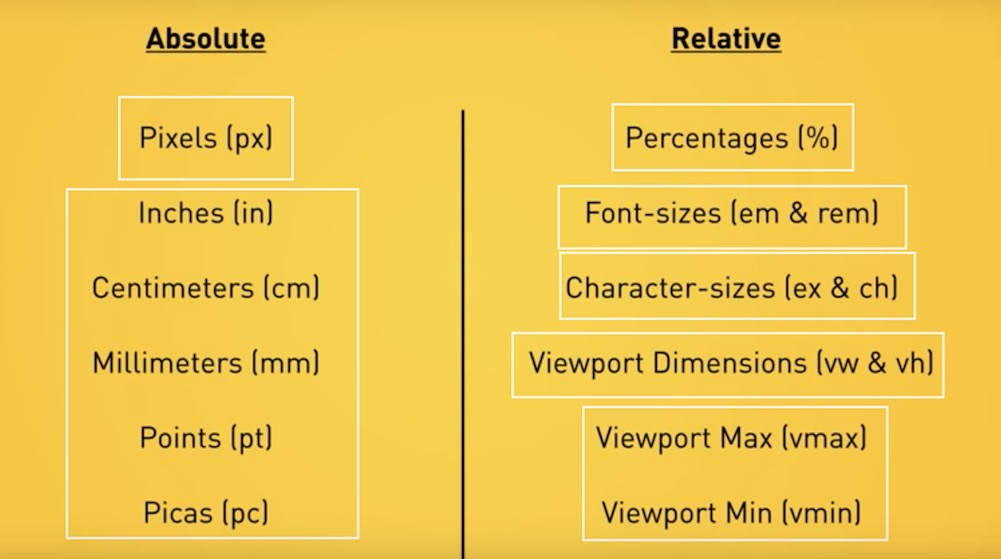 Absolute
Pixels (px)
Inches (in)
Centimeters (cm)
Millimeters (mm)
Points (pt)
Picas (pc)
Relative
Percentages (%)
Font-sizes (em & rem)
Character-sizes (ex & ch)
Viewport Dimensions (vw & vh)
Viewport Max (vmax)
Viewport Min (vmin)